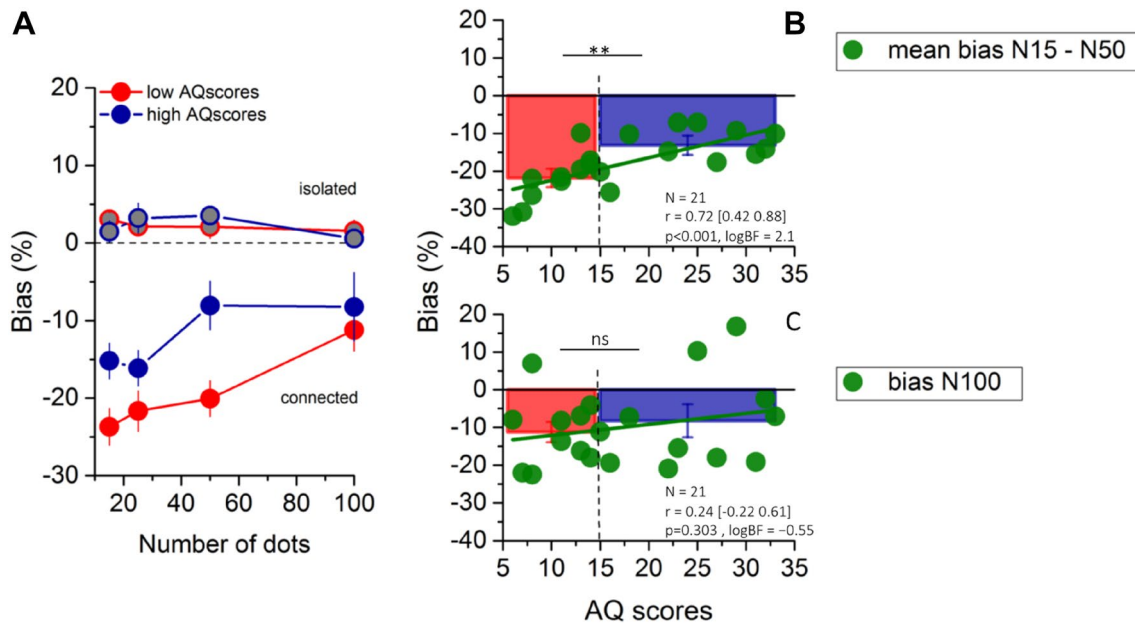 A
20
10
0
-10
-20
-30
Bias (%)
low AQscores
high AQscores
isolated
connected
20 40 60 80 100
Number of dots
B
mean bias N15 - N50
20
10
0
-10
-20
-30
-40
Bias (%)
**
N = 21
r = 0.72 [0.42 0.88]
p<0.001, logBF = 2.1
5 10 15 20 25 30 35
C
bias N100
20
10
0
-10
-20
-30
-40
ns
N = 21
r = 0.24 [-0.22 0.61]
p=0.303 , logBF = −0.55
5 10 15 20 25 30 35
AQ scores